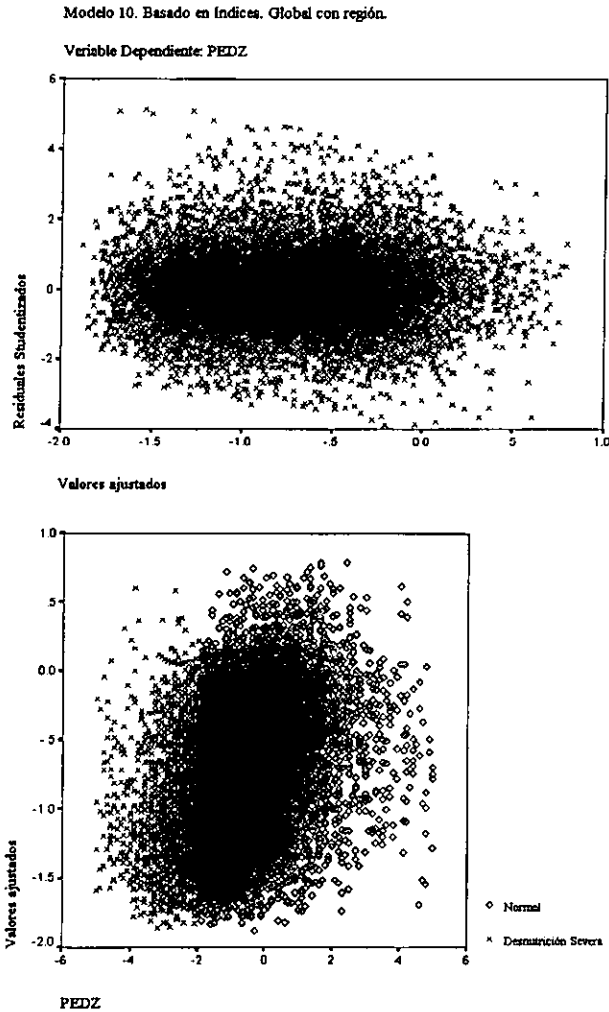 Modelo 10. Basado en Índices. Global con región.
Variable Dependiente: PEDZ
6
4
2
0
-2
-4
Residuales Studentizados
-2.0 -1.5 -1.0 -.5 0.0 .5 1.0
Valores ajustados
1.0
.5
0.0
-.5
-1.0
-1.5
-2.0
Valores ajustados
-6 -4 -2 0 2 4 6
PEDZ
Normal
Desnutrición Severa